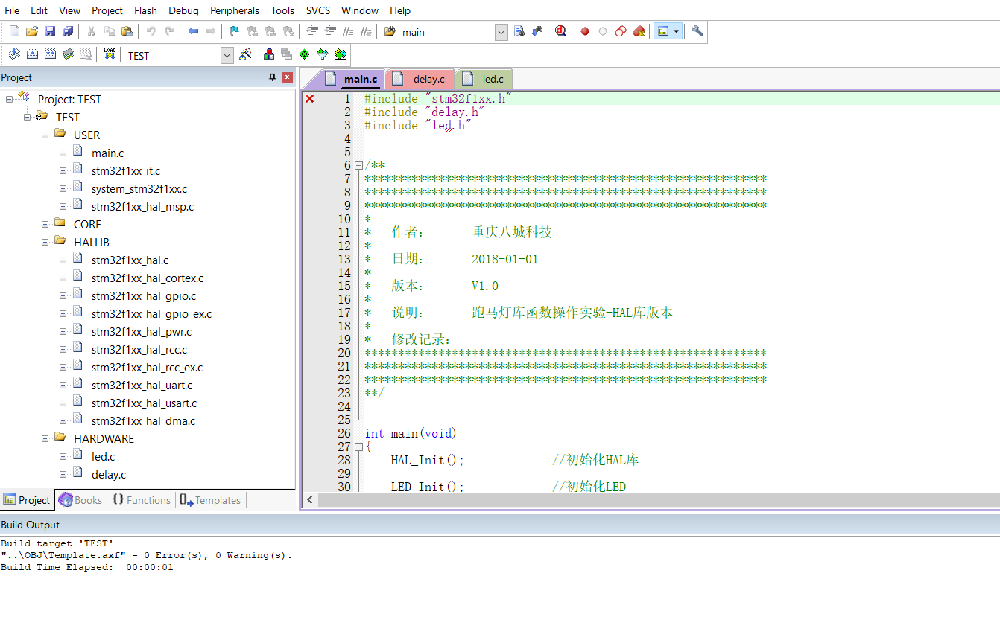 File Edit View Project Flash Debug Peripherals Tools SVCS Window Help
main
LOAD
TEST
Project
Project: TEST
TEST
USER
main.c
stm32f1xx_it.c
system_stm32f1xx.c
stm32f1xx_hal_msp.c
CORE
HALLIB
stm32f1xx_hal.c
stm32f1xx_hal_cortex.c
stm32f1xx_hal_gpio.c
stm32f1xx_hal_gpio_ex.c
stm32f1xx_hal_pwr.c
stm32f1xx_hal_rcc.c
stm32f1xx_hal_rcc_ex.c
stm32f1xx_hal_uart.c
stm32f1xx_hal_usart.c
stm32f1xx_hal_dma.c
HARDWARE
led.c
delay.c
Project Books {} Functions Templates
main.c delay.c led.c
1 #include "stm32f1xx.h"
2 #include "delay.h"
3 #include "led.h"
4
5
6 /**
7 ************************************************************
8 ************************************************************
9 ************************************************************
10 *
11 * 作者: 重庆八城科技
12 *
13 * 日期: 2018-01-01
14 *
15 * 版本: V1.0
16 *
17 * 说明: 跑马灯库函数操作实验-HAL库版本
18 *
19 * 修改记录:
20 ************************************************************
21 ************************************************************
22 ************************************************************
23 **/
24
25
26 int main(void)
27 {
28 HAL_Init(); //初始化HAL库
29
30 LED_Init(); //初始化LED
Build Output
Build target 'TEST'
"..\OBJ\Template.axf" - 0 Error(s), 0 Warning(s).
Build Time Elapsed: 00:00:01